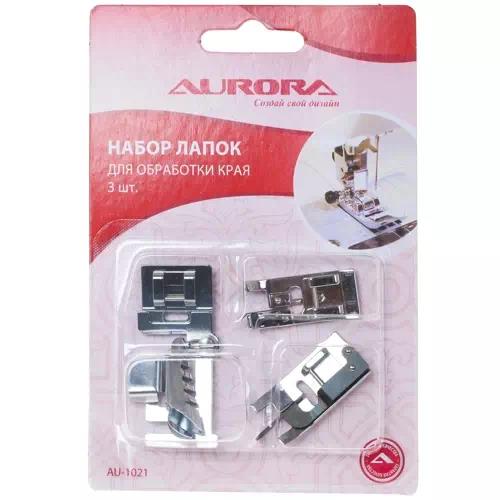 AURORA
Создай свой дизайн
НАБОР ЛАПОК
ДЛЯ ОБРАБОТКИ КРАЯ
3 шт.
AU-1021